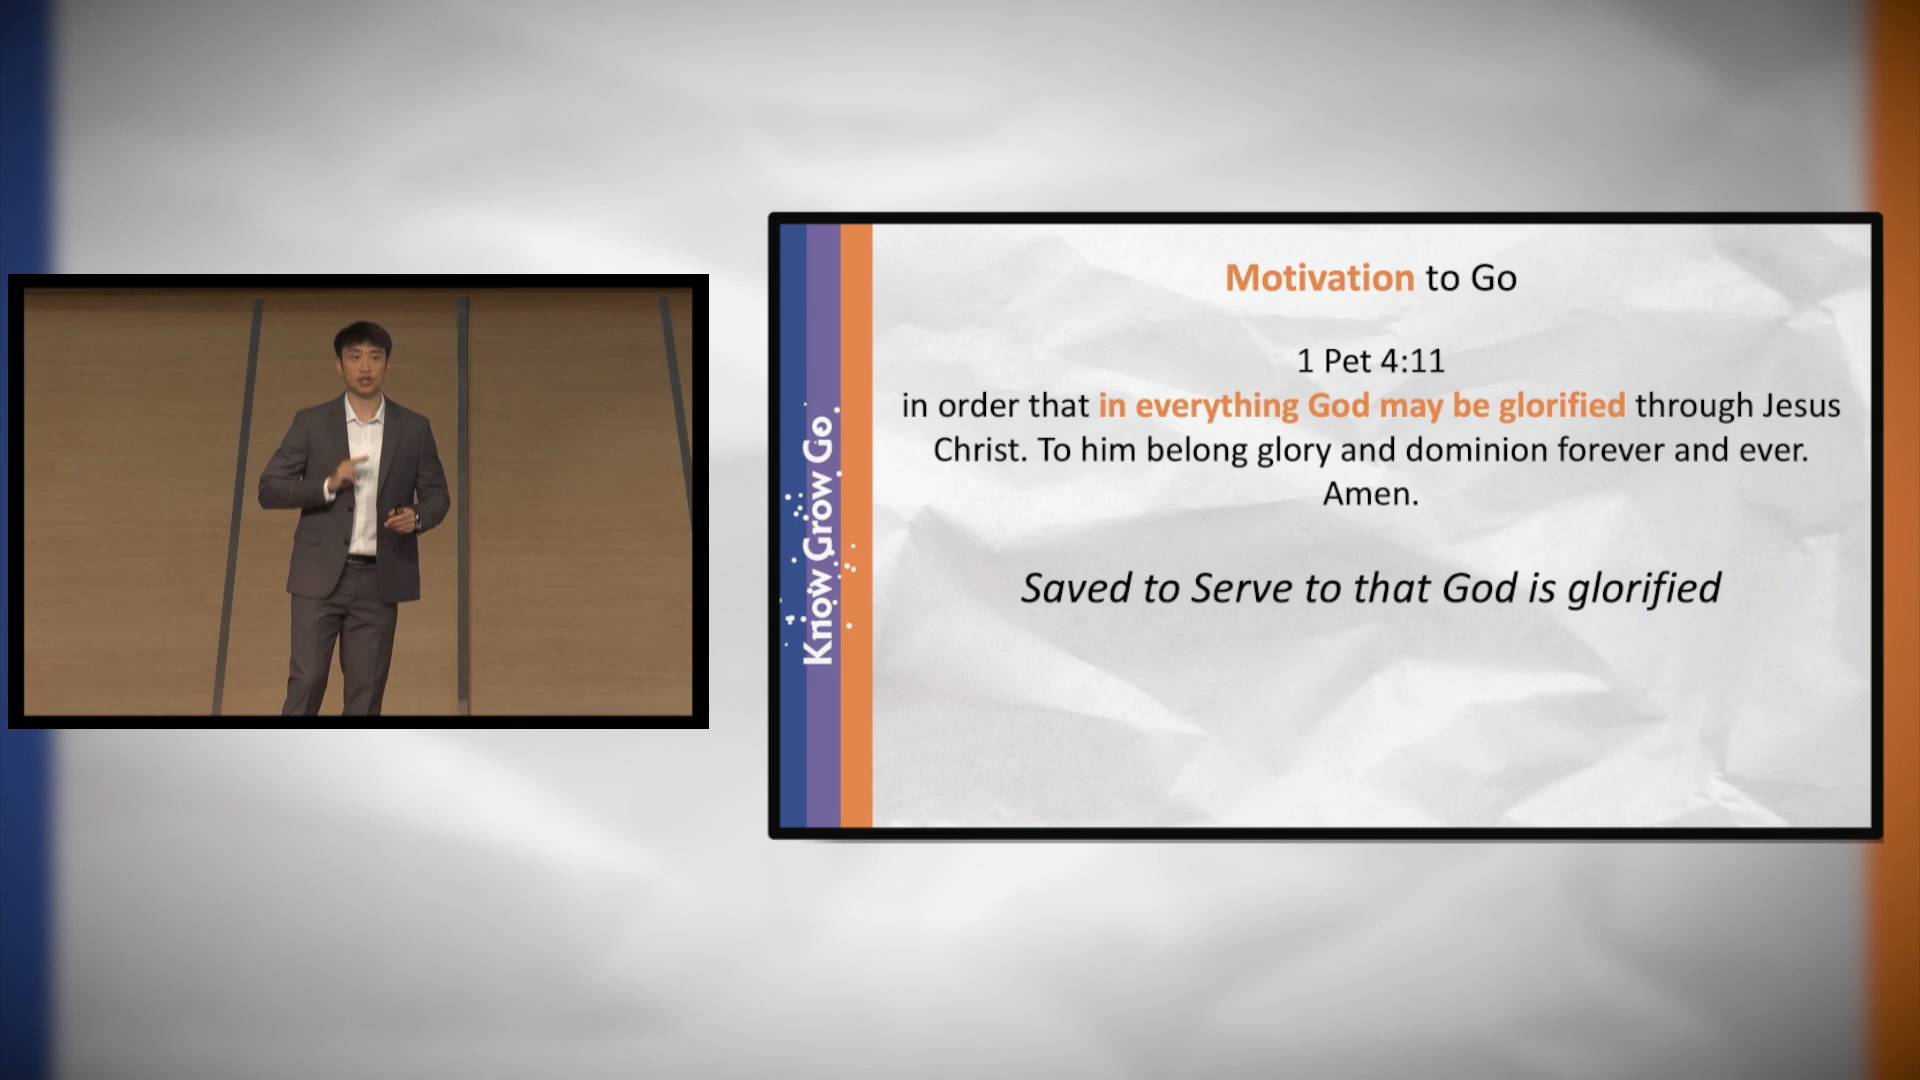 Know Grow Go
Motivation to Go
1 Pet 4:11
in order that in everything God may be glorified through Jesus
Christ. To him belong glory and dominion forever and ever.
Amen.
Saved to Serve to that God is glorified